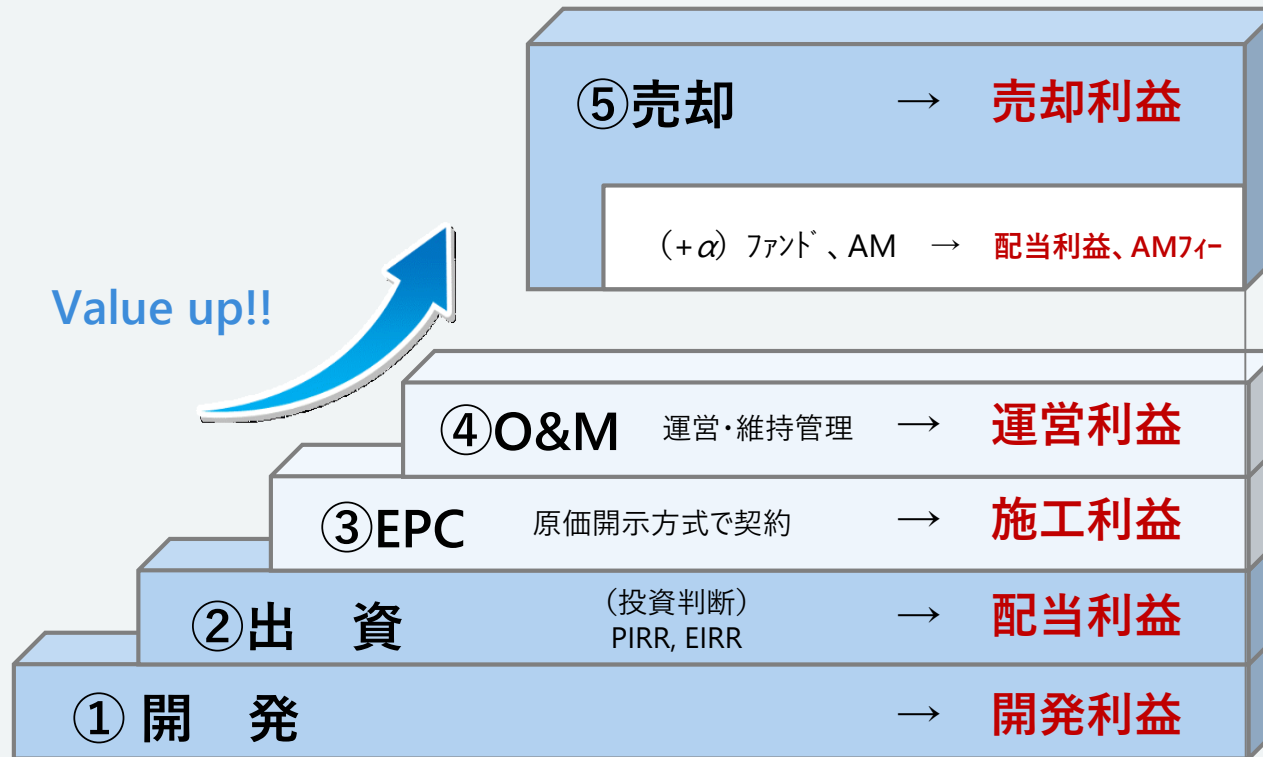 ⑤売却 → 売却利益
(+α) ファンド、AM → 配当利益、AMフィー
Value up!!
④O&M 運営・維持管理 → 運営利益
③EPC 原価開示方式で契約 → 施工利益
②出 資 (投資判断) PIRR, EIRR → 配当利益
①開 発 → 開発利益